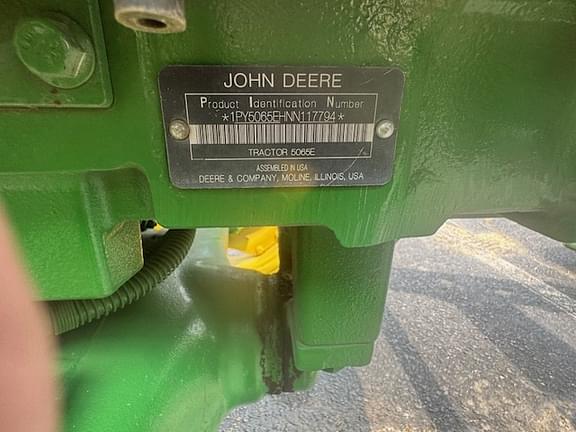 JOHN DEERE
Product Identification Number
*1PY5065EHNN117794*
TRACTOR 5065E
ASSEMBLED IN USA
DEERE & COMPANY, MOLINE, ILLINOIS, USA